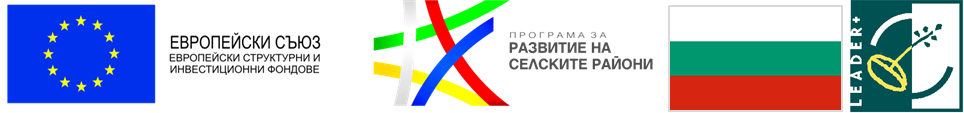 ЕВРОПЕЙСКИ СЪЮЗ
ЕВРОПЕЙСКИ СТРУКТУРНИ И
ИНВЕСТИЦИОННИ ФОНДОВЕ
ПРОГРАМА ЗА
РАЗВИТИЕ НА
СЕЛСКИТЕ РАЙОНИ
LEADER+